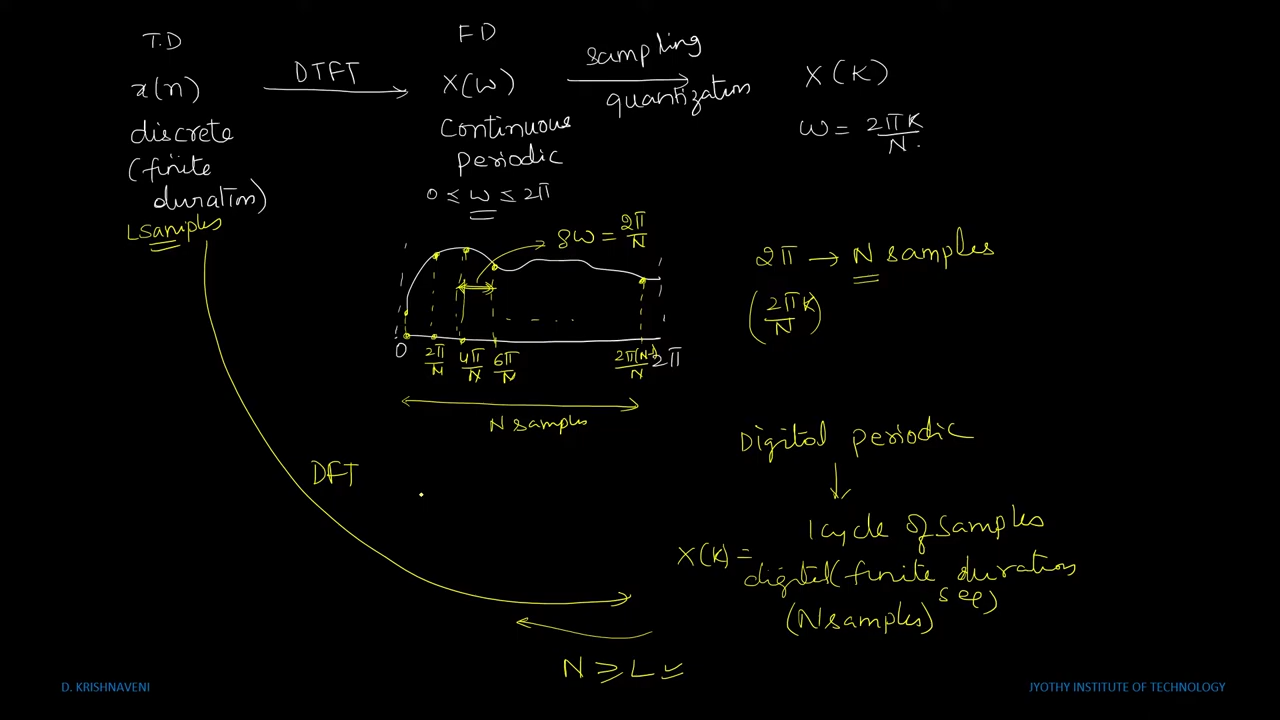 T.D
x(n)
discrete
(finite
duration)
L Samples
DTFT
F D
X(ω)
Continuous
periodic
0 ≤ ω ≤ 2π
sampling
quantization
X(K)
ω = 2πK/N
δω = 2π/N
2π → N samples
(2πK/N)
0 2π/N 4π/N 6π/N 2π(N-1)/N 2π
N samples
DFT
Digital periodic
1 cycle of samples
X(K) = digital (finite duration
seq)
(N samples)
N ≥ L
D. KRISHNAVENI
JYOTHY INSTITUTE OF TECHNOLOGY